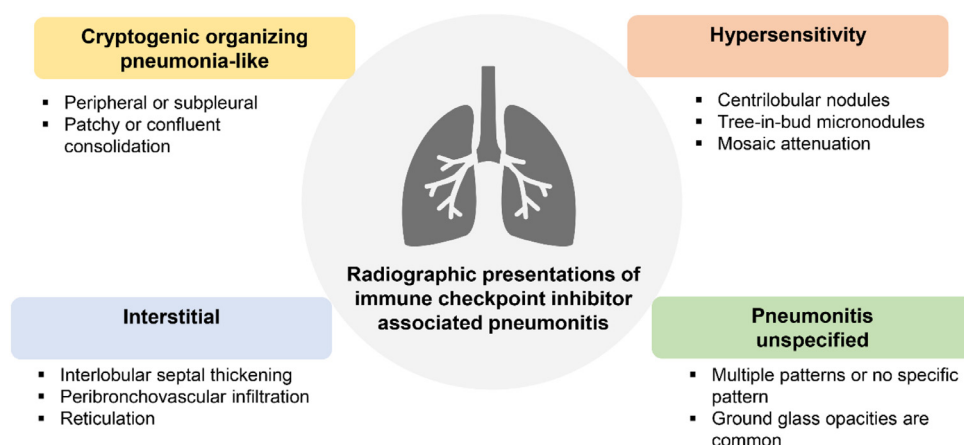 Cryptogenic organizing
pneumonia-like
▪ Peripheral or subpleural
▪ Patchy or confluent
consolidation
Hypersensitivity
▪ Centrilobular nodules
▪ Tree-in-bud micronodules
▪ Mosaic attenuation
Radiographic presentations of
immune checkpoint inhibitor
associated pneumonitis
Interstitial
▪ Interlobular septal thickening
▪ Peribronchovascular infiltration
▪ Reticulation
Pneumonitis
unspecified
▪ Multiple patterns or no specific
pattern
▪ Ground glass opacities are
common